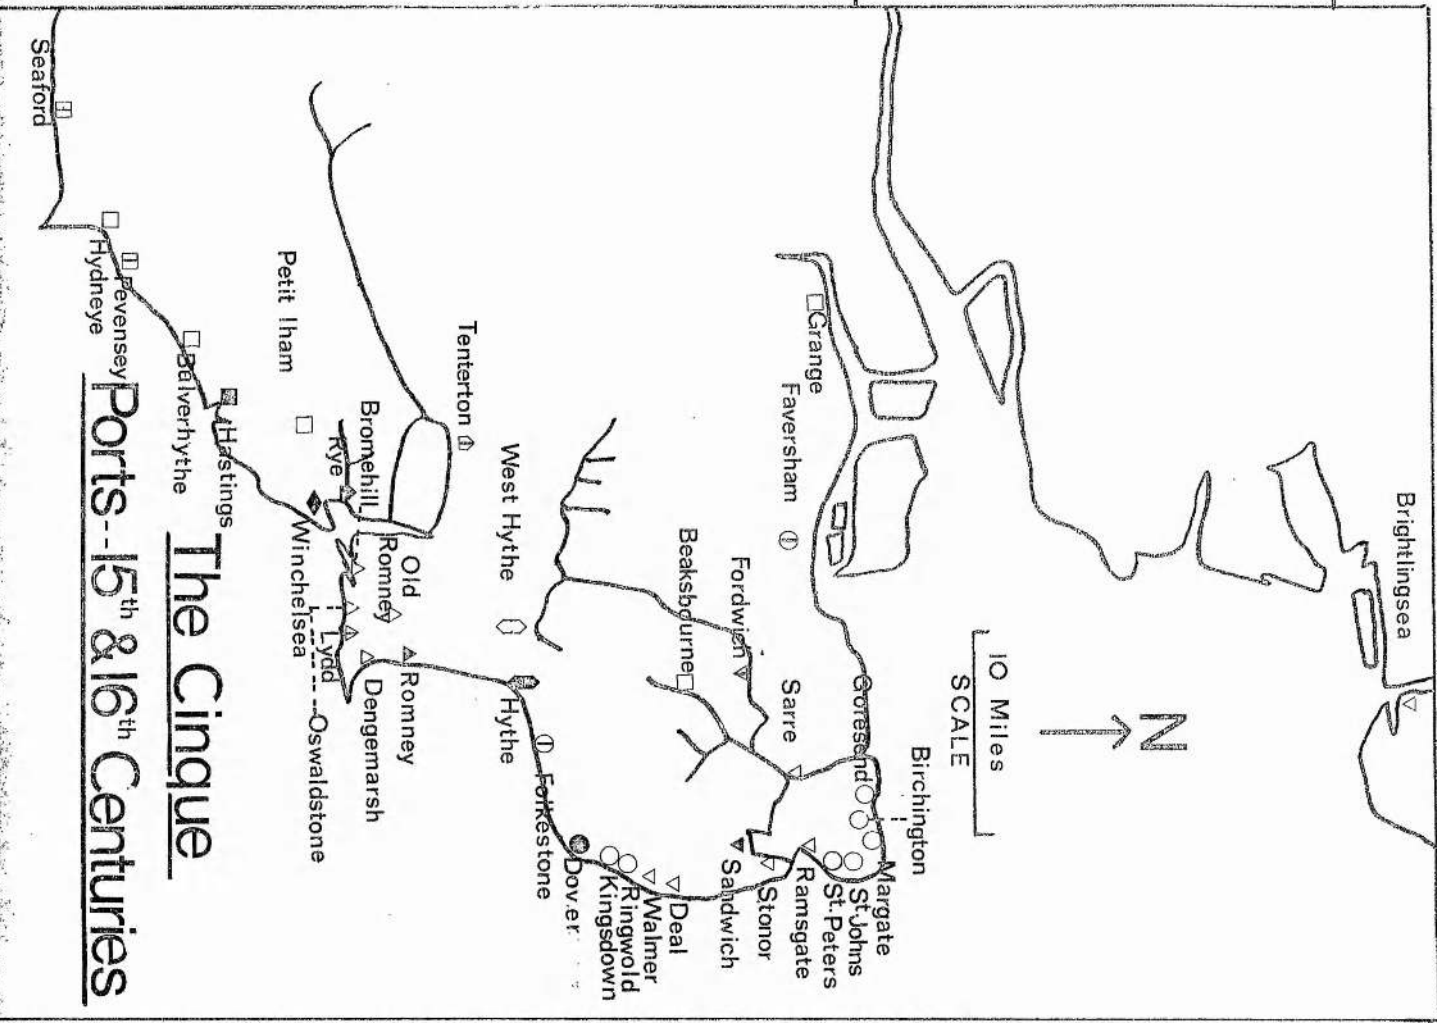 Brightlingsea
N
10 Miles
SCALE
Grange
Faversham
Goresend
Birchington
Margate
St.Johns
St.Peters
Ramsgate
Sarre
Stonor
Sandwich
Fordwich
Beaksbourne
Deal
Walmer
Ringwold
Kingsdown
Dover
Folkestone
West Hythe
Hythe
Tenterton
Old
Romney
Romney
Bromehill
Rye
Dengemarsh
Lydd
Oswaldstone
Petit Iham
Winchelsea
Hastings
Bulverhythe
Pevensey
Hydneye
Seaford
The Cinque
Ports--15th & 16th Centuries